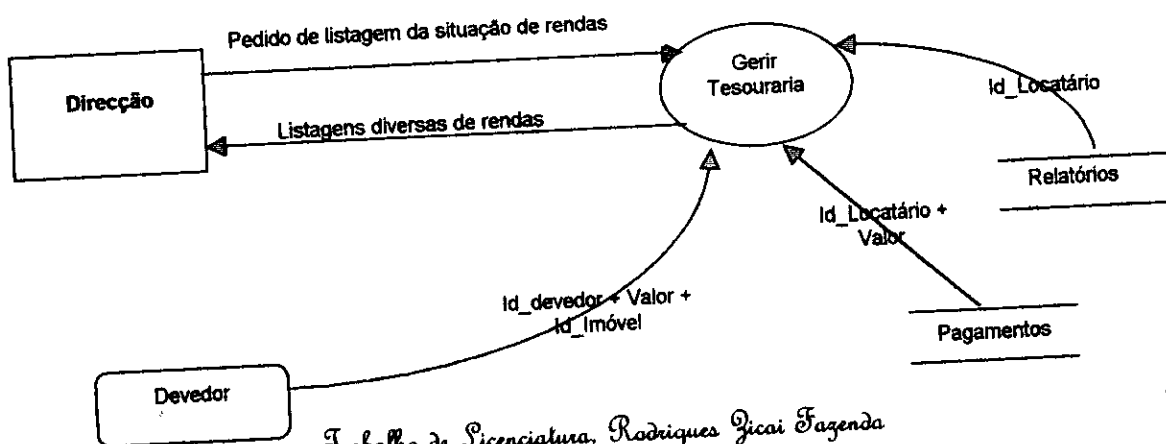 Pedido de listagem da situação de rendas
Gerir
Tesouraria
Direcção
Id_Locatário
Listagens diversas de rendas
Relatórios
Id_Locatário +
Valor
Id_devedor + Valor +
Id_Imóvel
Pagamentos
Devedor
Trabalho de Licenciatura, Rodrigues Zicai Fazenda